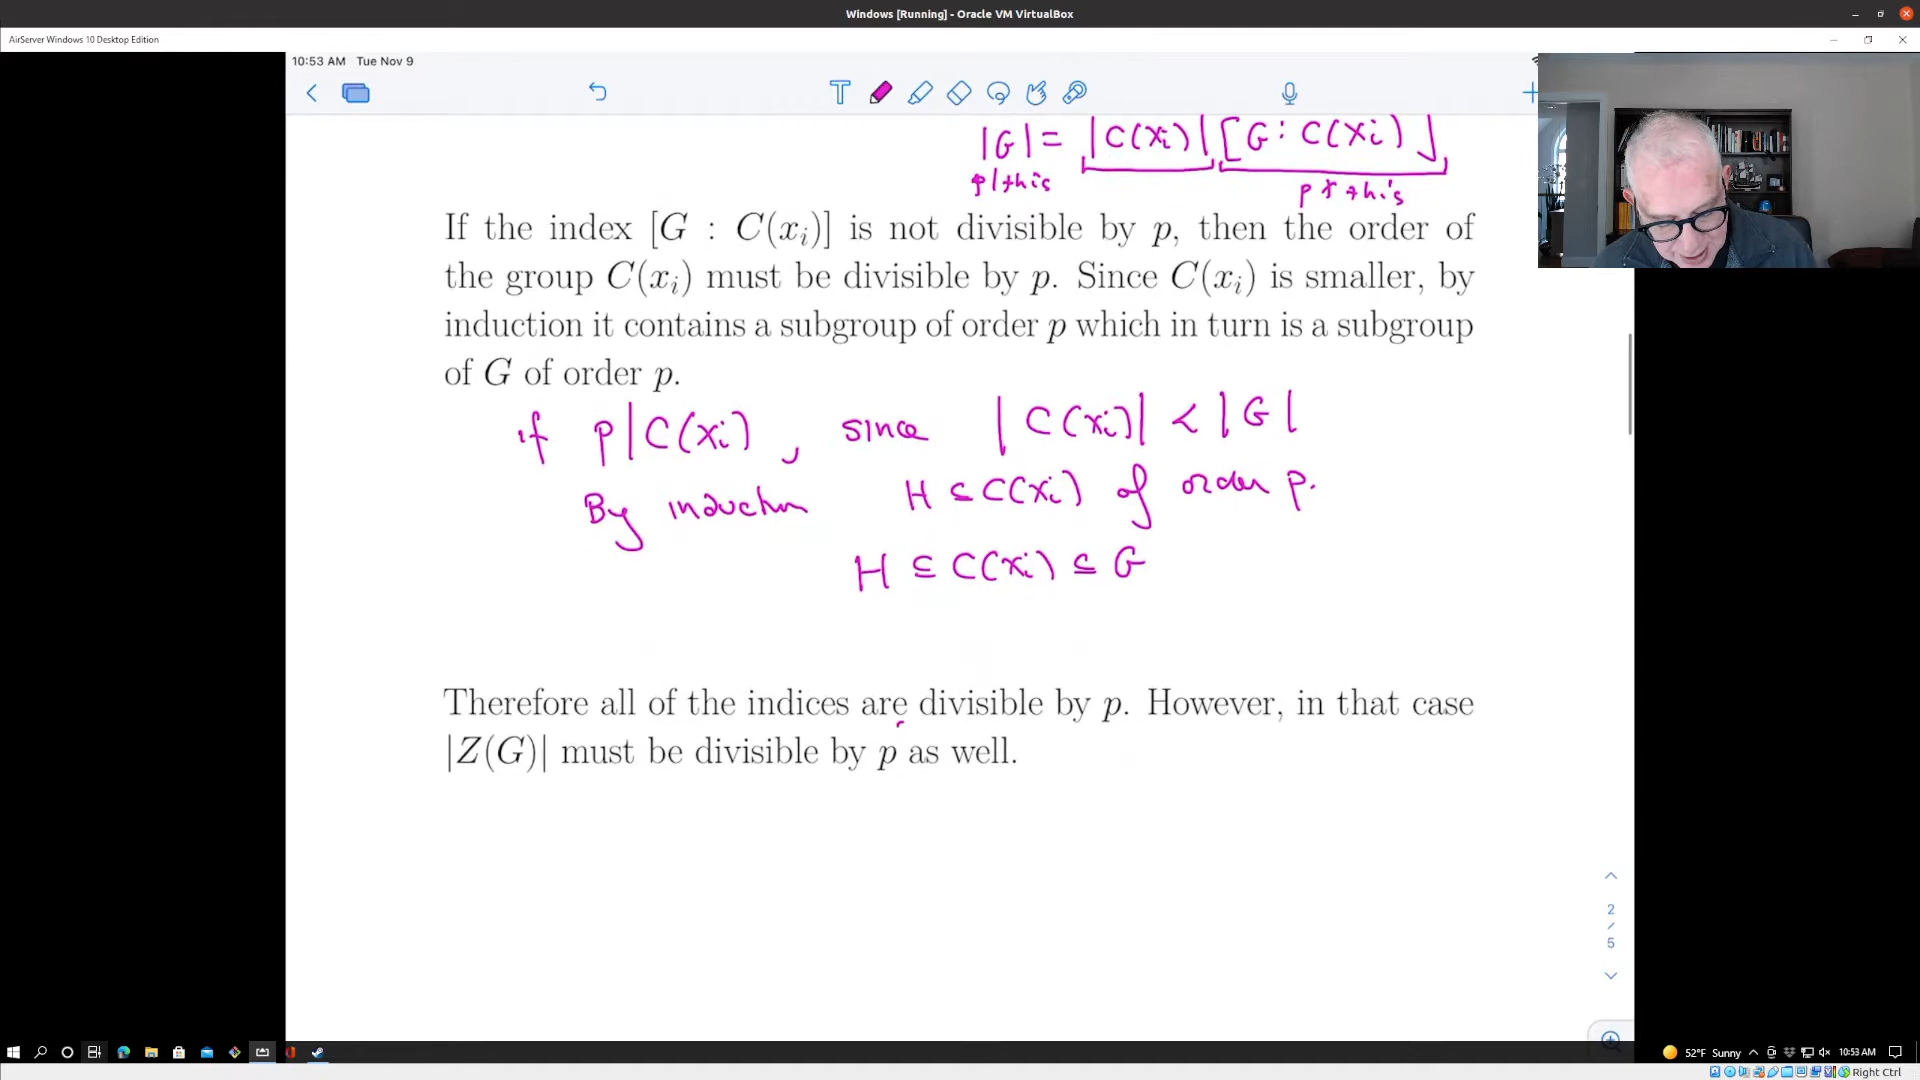 Windows [Running] - Oracle VM VirtualBox
AirServer Windows 10 Desktop Edition
10:53 AM Tue Nov 9
|G| = |C(xi)| [G : C(xi)]
p | this p ∤ this
If the index [G : C(xᵢ)] is not divisible by p, then the order of
the group C(xᵢ) must be divisible by p. Since C(xᵢ) is smaller, by
induction it contains a subgroup of order p which in turn is a subgroup
of G of order p.
if p | C(xi) , since |C(xi)| < |G|
By induction H ⊆ C(xi) of order p.
H ⊆ C(xi) ⊆ G
Therefore all of the indices are divisible by p. However, in that case
|Z(G)| must be divisible by p as well.
2
/
5
52°F Sunny 10:53 AM
Right Ctrl